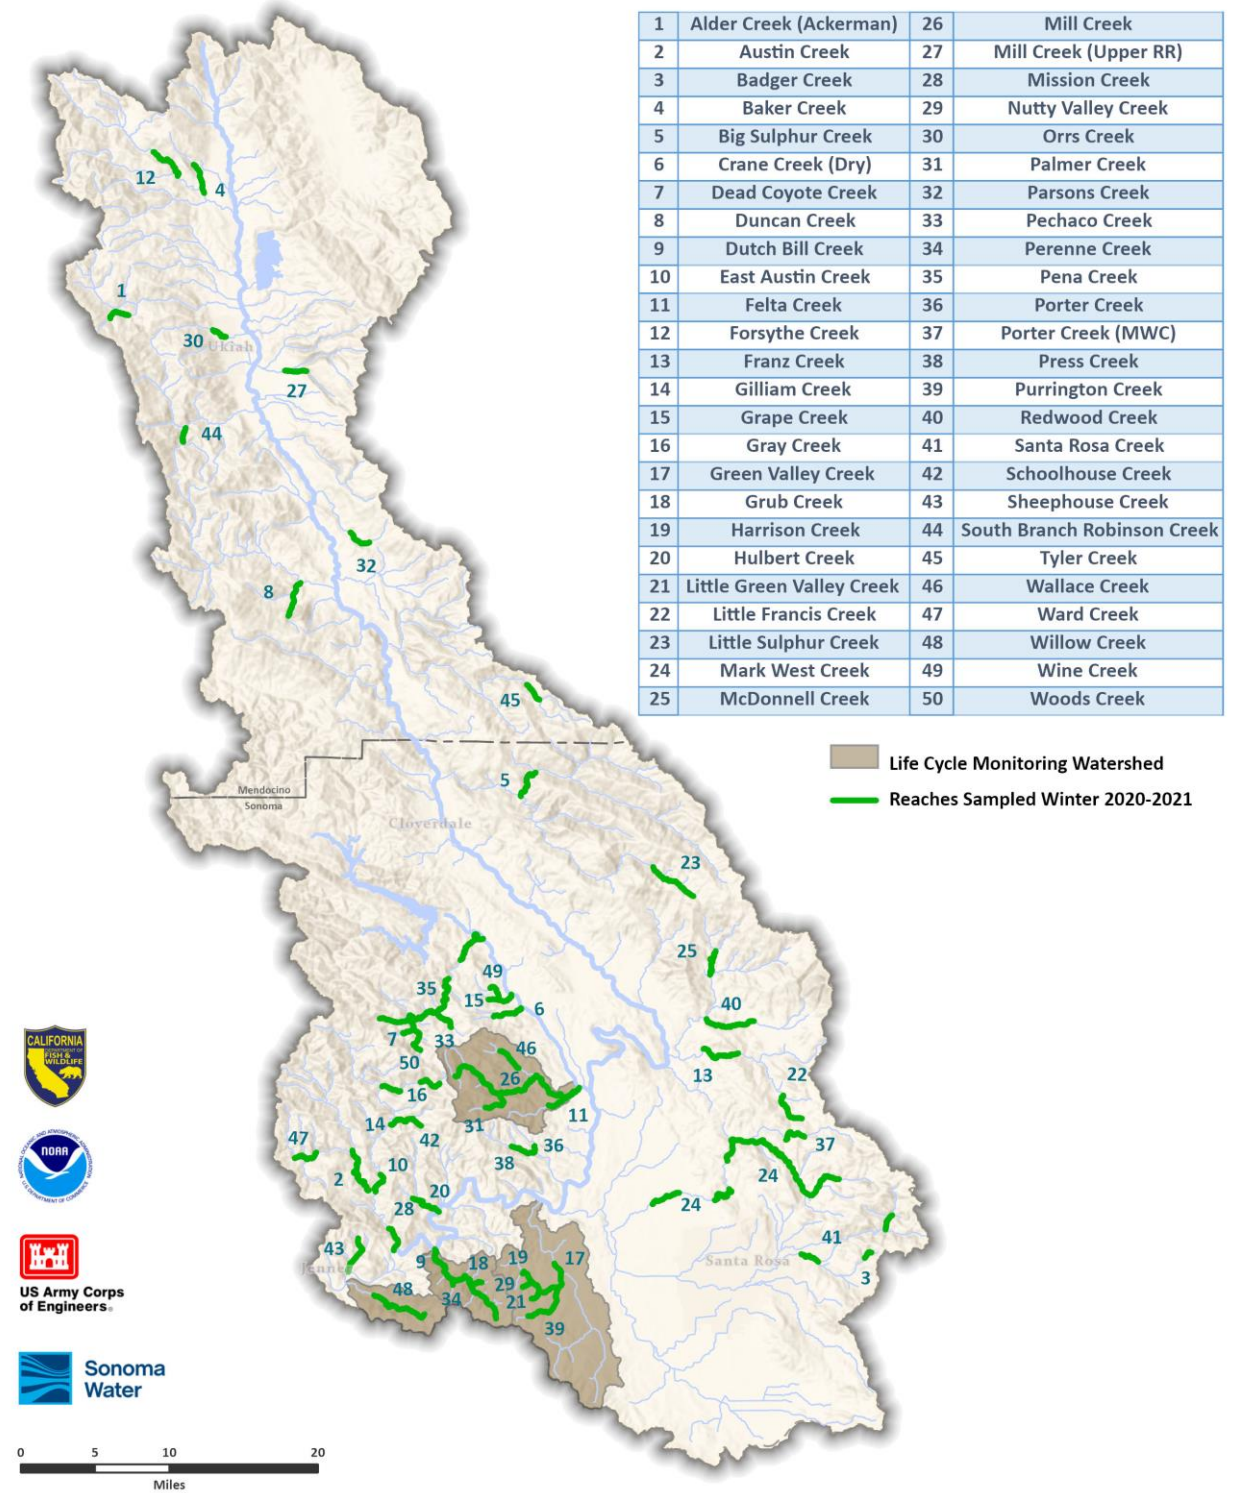 1 Alder Creek (Ackerman) 26 Mill Creek
2 Austin Creek 27 Mill Creek (Upper RR)
3 Badger Creek 28 Mission Creek
4 Baker Creek 29 Nutty Valley Creek
5 Big Sulphur Creek 30 Orrs Creek
6 Crane Creek (Dry) 31 Palmer Creek
7 Dead Coyote Creek 32 Parsons Creek
8 Duncan Creek 33 Pechaco Creek
9 Dutch Bill Creek 34 Perenne Creek
10 East Austin Creek 35 Pena Creek
11 Felta Creek 36 Porter Creek
12 Forsythe Creek 37 Porter Creek (MWC)
13 Franz Creek 38 Press Creek
14 Gilliam Creek 39 Purrington Creek
15 Grape Creek 40 Redwood Creek
16 Gray Creek 41 Santa Rosa Creek
17 Green Valley Creek 42 Schoolhouse Creek
18 Grub Creek 43 Sheephouse Creek
19 Harrison Creek 44 South Branch Robinson Creek
20 Hulbert Creek 45 Tyler Creek
21 Little Green Valley Creek 46 Wallace Creek
22 Little Francis Creek 47 Ward Creek
23 Little Sulphur Creek 48 Willow Creek
24 Mark West Creek 49 Wine Creek
25 McDonnell Creek 50 Woods Creek
Life Cycle Monitoring Watershed
Reaches Sampled Winter 2020-2021
12
4
1
30
Ukiah
27
44
32
8
45
5
Mendocino
Sonoma
Cloverdale
23
25
49
35
15
6
40
7
33
46
50
13
26
22
16
31
11
14
42
47
36
37
38
10
2
24
20
28
24
41
43
Jenner
9
18
19
17
Santa Rosa
3
48
29
34
21
39
CALIFORNIA
DEPARTMENT OF
FISH &
WILDLIFE
NATIONAL OCEANIC AND ATMOSPHERIC ADMINISTRATION
NOAA
U.S. DEPARTMENT OF COMMERCE
US Army Corps
of Engineers®
Sonoma
Water
0 5 10 20
Miles